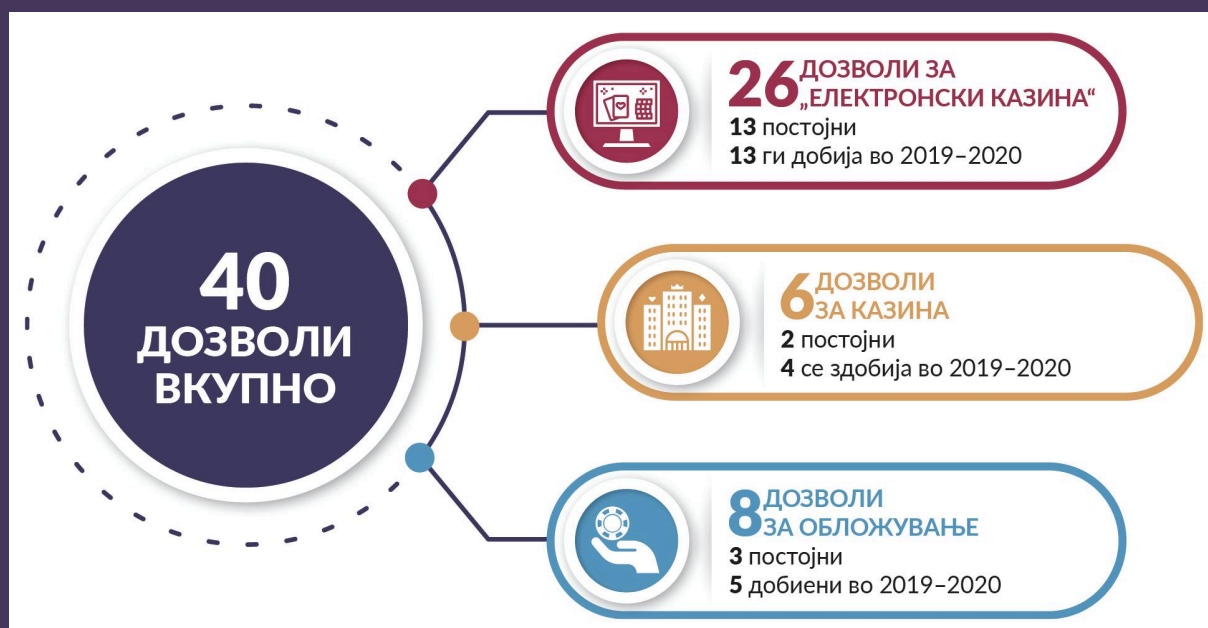 40
ДОЗВОЛИ
ВКУПНО
26 ДОЗВОЛИ ЗА
„ЕЛЕКТРОНСКИ КАЗИНА“
13 постојни
13 ги добија во 2019–2020
6 ДОЗВОЛИ
ЗА КАЗИНА
2 постојни
4 се здобија во 2019–2020
8 ДОЗВОЛИ
ЗА ОБЛОЖУВАЊЕ
3 постојни
5 добиени во 2019–2020